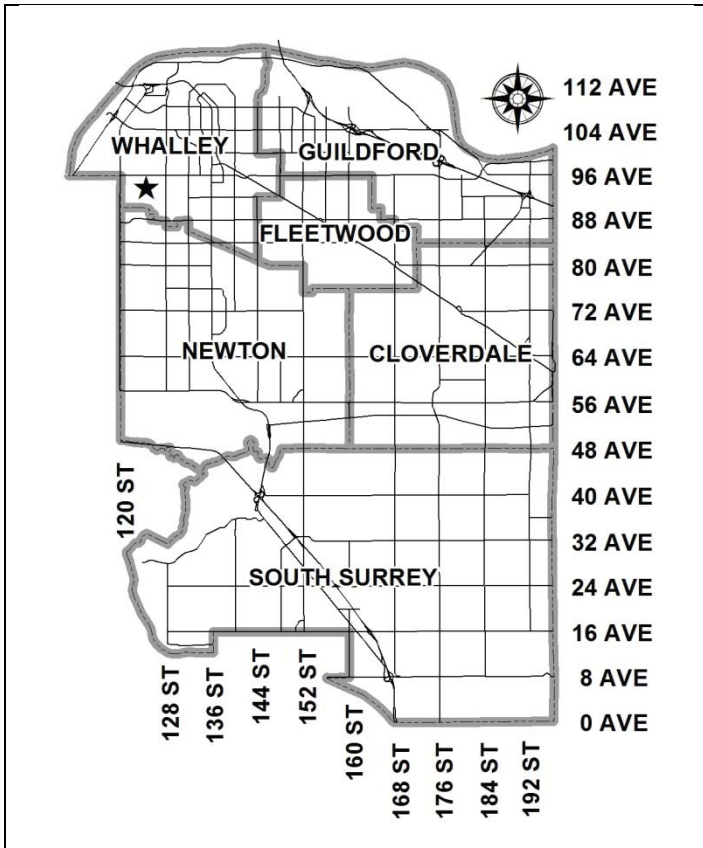 112 AVE
104 AVE
WHALLEY
GUILDFORD
96 AVE
88 AVE
FLEETWOOD
80 AVE
72 AVE
NEWTON
CLOVERDALE
64 AVE
56 AVE
48 AVE
120 ST
40 AVE
32 AVE
SOUTH SURREY
24 AVE
16 AVE
128 ST
136 ST
144 ST
152 ST
160 ST
8 AVE
0 AVE
168 ST
176 ST
184 ST
192 ST